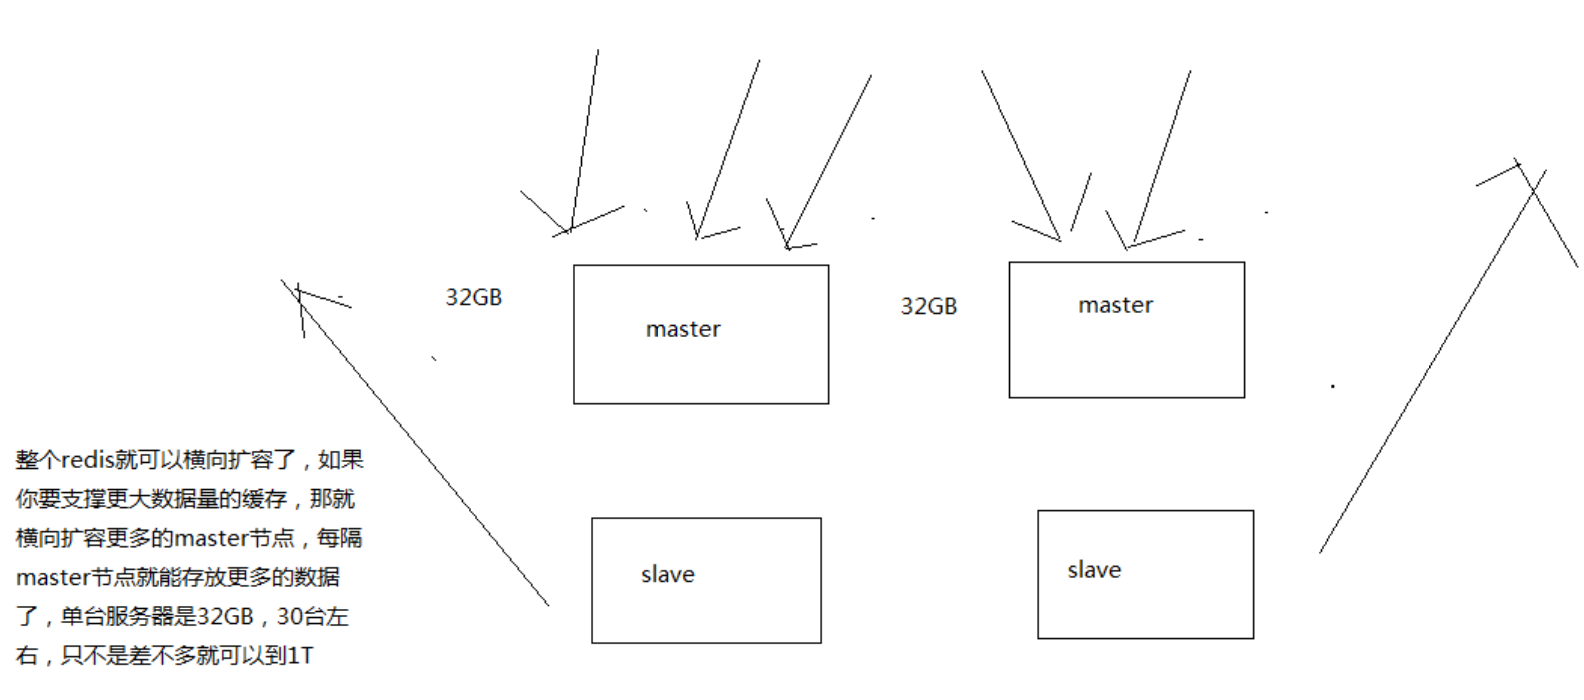 32GB
master
32GB
master
整个redis就可以横向扩容了，如果
你要支撑更大数据量的缓存，那就
横向扩容更多的master节点，每隔
master节点就能存放更多的数据
了，单台服务器是32GB，30台左
右，只不是差不多就可以到1T
slave
slave